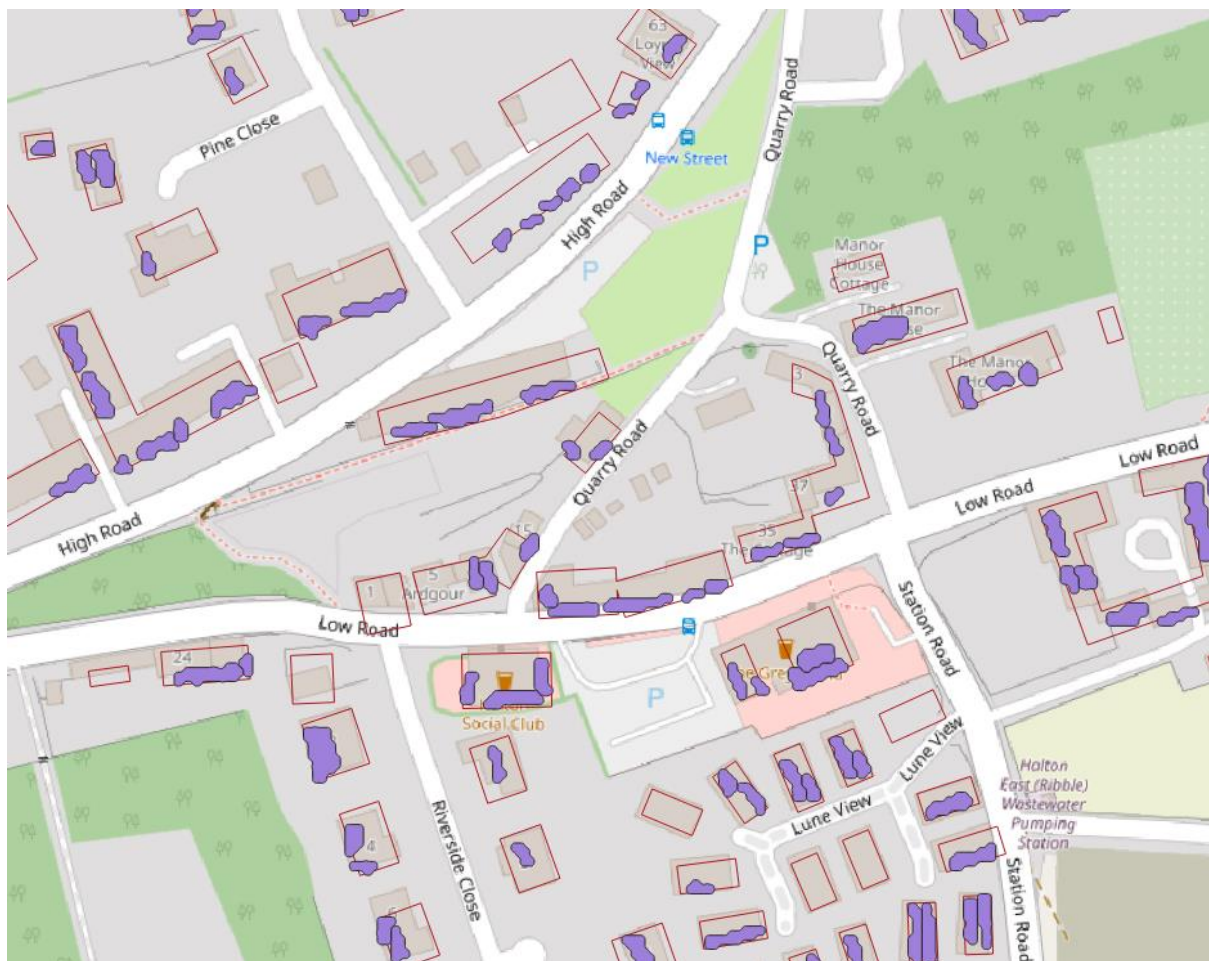 63
Loyn
View
Pine Close
Quarry Road
New Street
High Road
P
P
Manor
House
Cottage
The Manor
Quarry Road
The Manor
3
Low Road
Quarry Road
Low Road
37
High Road
15
35
5
Ardgour
1
Low Road
Station Road
24
P
Social Club
Lune View
Halton
East (Ribble)
Wastewater
Pumping
Station
Lune View
Riverside Close
4
6
Station Road